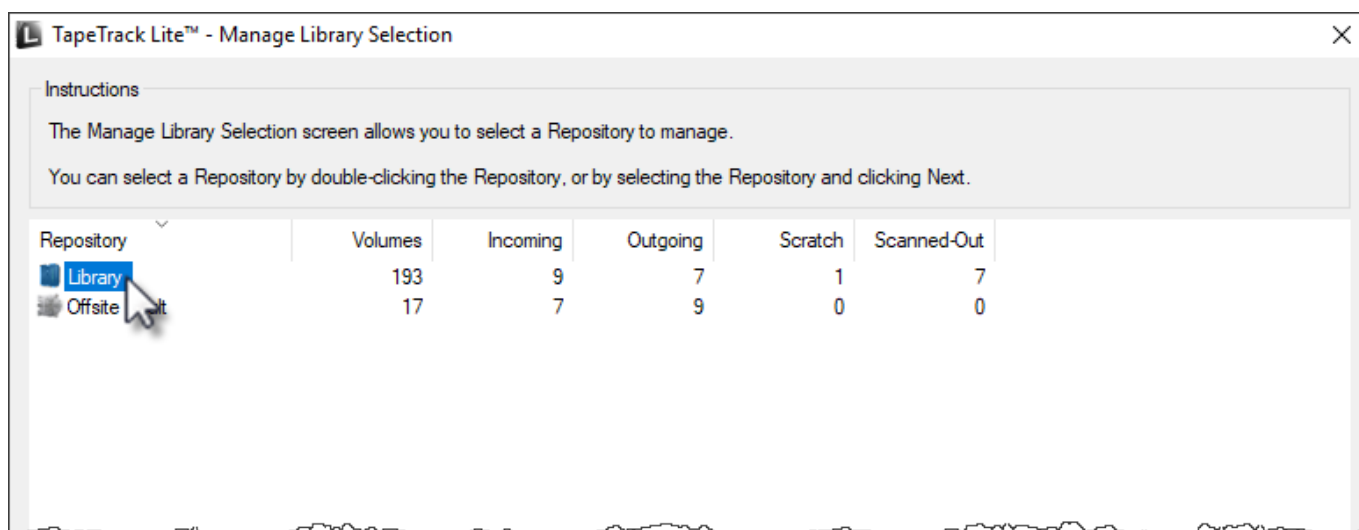 TapeTrack Lite™ - Manage Library Selection
Instructions
The Manage Library Selection screen allows you to select a Repository to manage.
You can select a Repository by double-clicking the Repository, or by selecting the Repository and clicking Next.
Repository Volumes Incoming Outgoing Scratch Scanned-Out
Library 193 9 7 1 7
Offsite 17 7 9 0 0